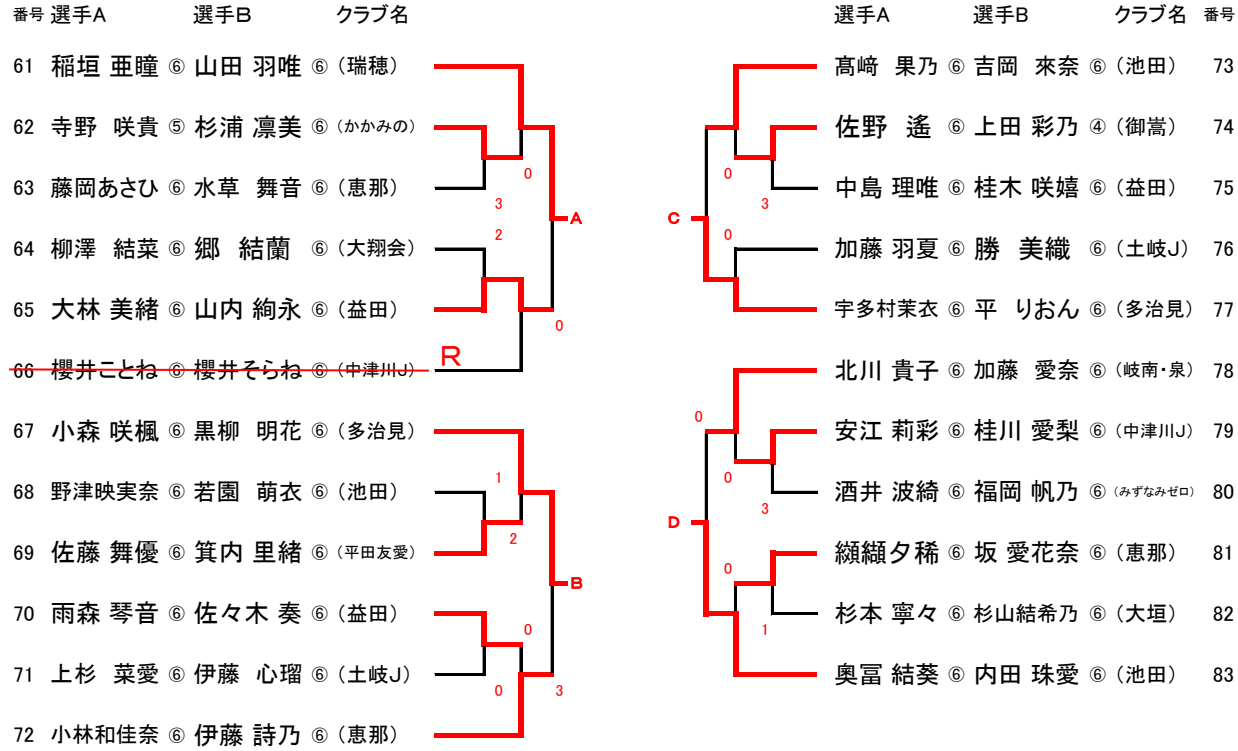 番号 選手A 選手B クラブ名
61 稲垣 亜瞳 ⑥ 山田 羽唯 ⑥ (瑞穂)
62 寺野 咲貴 ⑤ 杉浦 凛美 ⑥ (かかみの)
0
63 藤岡あさひ ⑥ 水草 舞音 ⑥ (恵那)
3
A
2
64 柳澤 結菜 ⑥ 郷 結蘭 ⑥ (大翔会)
65 大林 美緒 ⑥ 山内 絢永 ⑥ (益田)
0
R
66 櫻井ことね ⑥ 櫻井そらね ⑥ (中津川J)
67 小森 咲楓 ⑥ 黒柳 明花 ⑥ (多治見)
1
68 野津映実奈 ⑥ 若園 萌衣 ⑥ (池田)
2
69 佐藤 舞優 ⑥ 箕内 里緒 ⑥ (平田友愛)
B
70 雨森 琴音 ⑥ 佐々木 奏 ⑥ (益田)
0
71 上杉 菜愛 ⑥ 伊藤 心瑠 ⑥ (土岐J)
0 3
72 小林和佳奈 ⑥ 伊藤 詩乃 ⑥ (恵那)
選手A 選手B クラブ名 番号
髙﨑 果乃 ⑥ 吉岡 來奈 ⑥ (池田) 73
佐野 遙 ⑥ 上田 彩乃 ④ (御嵩) 74
0
中島 理唯 ⑥ 桂木 咲嬉 ⑥ (益田) 75
3
C
0
加藤 羽夏 ⑥ 勝 美織 ⑥ (土岐J) 76
宇多村茉衣 ⑥ 平 りおん ⑥ (多治見) 77
北川 貴子 ⑥ 加藤 愛奈 ⑥ (岐南・泉) 78
0
安江 莉彩 ⑥ 桂川 愛梨 ⑥ (中津川J) 79
0
酒井 波綺 ⑥ 福岡 帆乃 ⑥ (みずなみゼロ) 80
3
D
纐纈夕稀 ⑥ 坂 愛花奈 ⑥ (恵那) 81
0
杉本 寧々 ⑥ 杉山結希乃 ⑥ (大垣) 82
1
奥冨 結葵 ⑥ 内田 珠愛 ⑥ (池田) 83